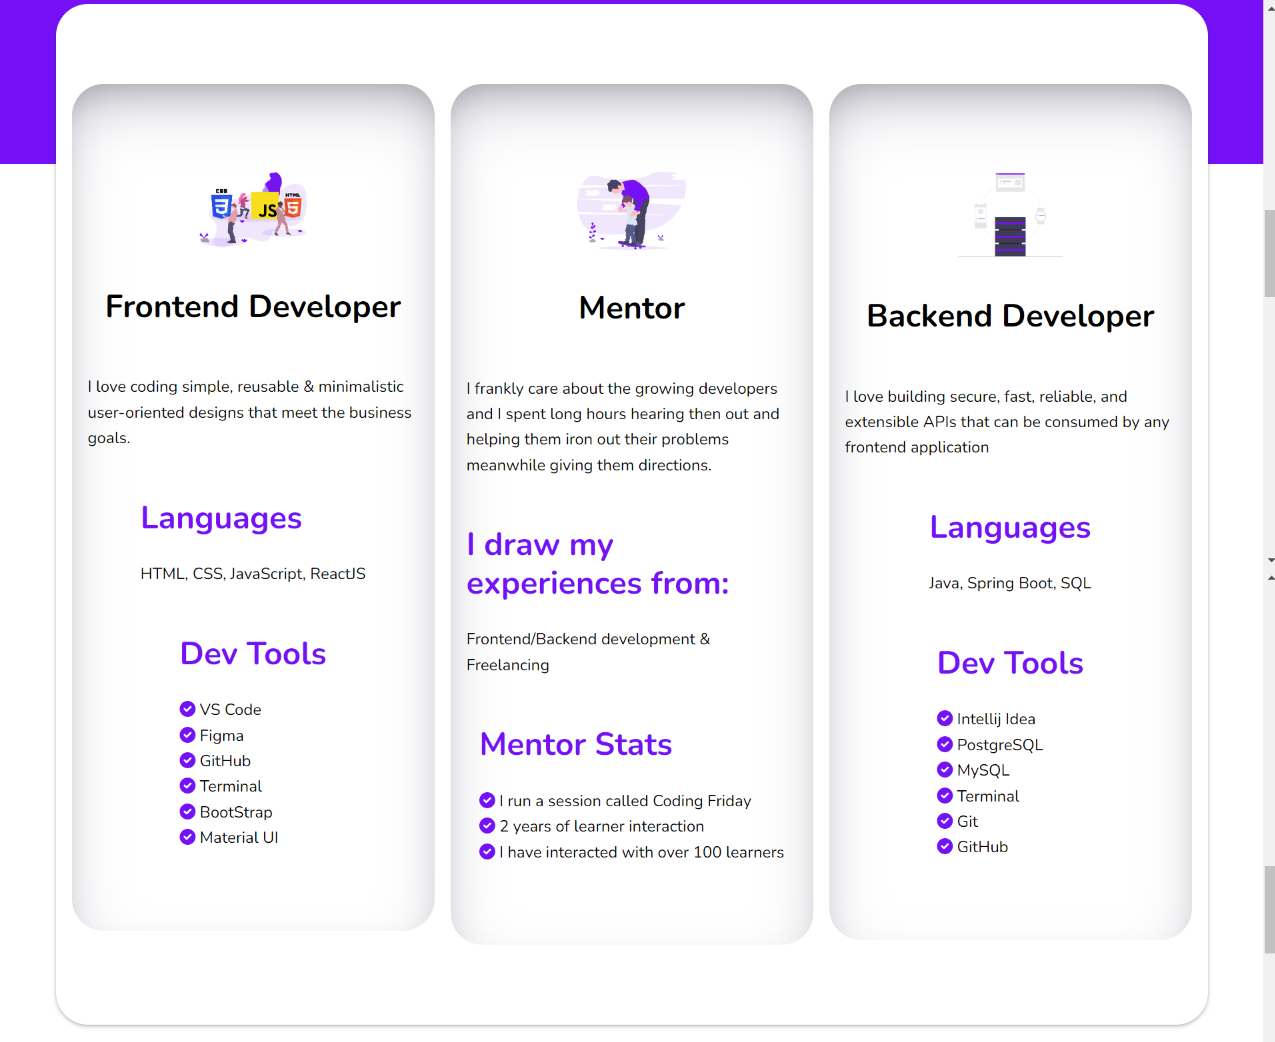 CSS
JS
HTML
Frontend Developer
I love coding simple, reusable & minimalistic
user-oriented designs that meet the business
goals.
Languages
HTML, CSS, JavaScript, ReactJS
Dev Tools
VS Code
Figma
GitHub
Terminal
BootStrap
Material UI
Mentor
I frankly care about the growing developers
and I spent long hours hearing then out and
helping them iron out their problems
meanwhile giving them directions.
I draw my
experiences from:
Frontend/Backend development &
Freelancing
Mentor Stats
I run a session called Coding Friday
2 years of learner interaction
I have interacted with over 100 learners
Backend Developer
I love building secure, fast, reliable, and
extensible APIs that can be consumed by any
frontend application
Languages
Java, Spring Boot, SQL
Dev Tools
Intellij Idea
PostgreSQL
MySQL
Terminal
Git
GitHub